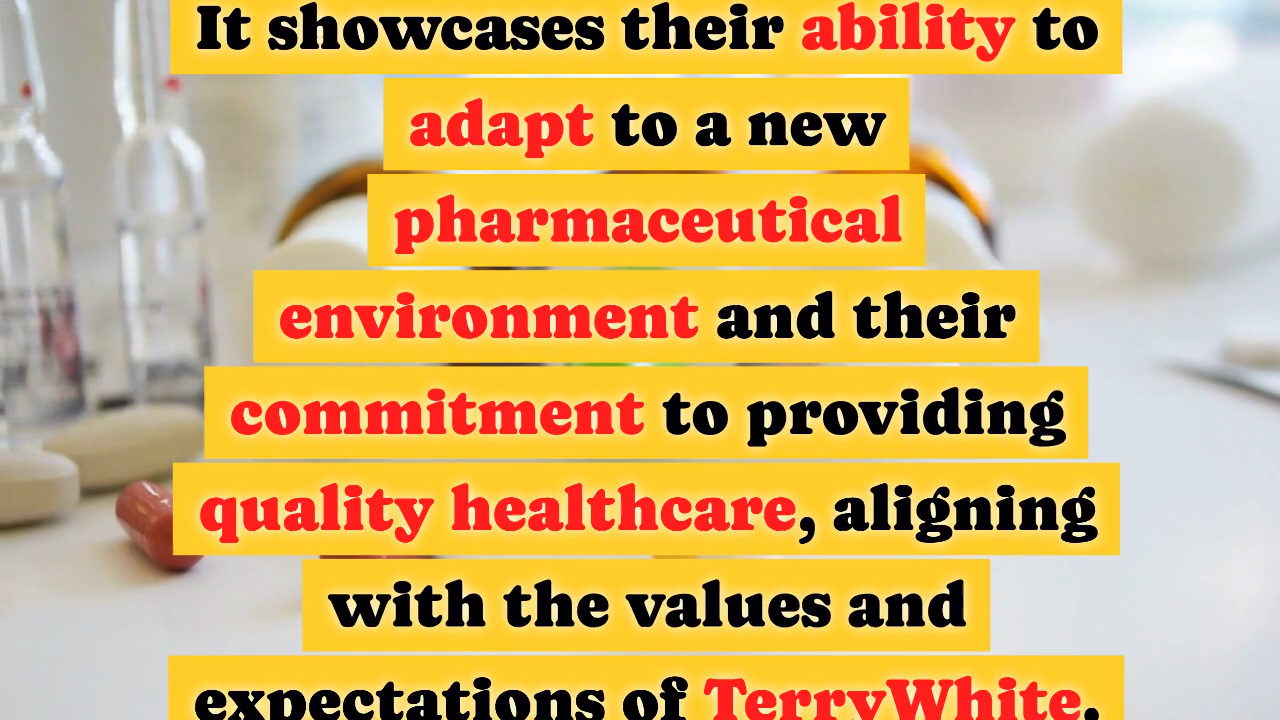 It showcases their ability to
adapt to a new
pharmaceutical
environment and their
commitment to providing
quality healthcare, aligning
with the values and
expectations of TerryWhite.